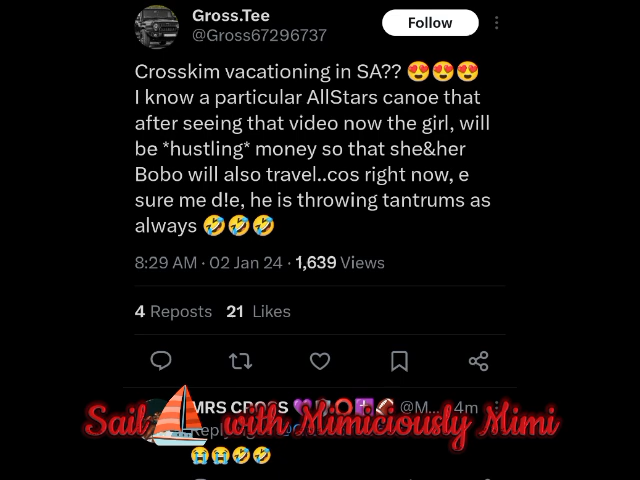 Gross.Tee
@Gross67296737
Follow
Crosskim vacationing in SA?? 😍😍😍
I know a particular AllStars canoe that
after seeing that video now the girl, will
be *hustling* money so that she&her
Bobo will also travel..cos right now, e
sure me d!e, he is throwing tantrums as
always 🤣🤣🤣
8:29 AM · 02 Jan 24 · 1,639 Views
4 Reposts 21 Likes
MRS CROSS @M... 4m
Sail with Mimiciously Mimi
😭😭🤣🤣